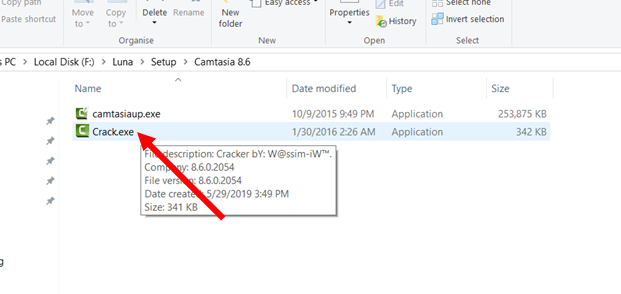 Copy path
Paste shortcut
Move to
Copy to
Delete
Rename
New folder
Easy access
Properties
Edit
History
Select none
Invert selection
Organise
New
Open
Select
s PC > Local Disk (F:) > Luna > Setup > Camtasia 8.6
Name
Date modified
Type
Size
camtasiaup.exe 10/9/2015 9:49 PM Application 253,875 KB
Crack.exe 1/30/2016 2:26 AM Application 342 KB
File description: Cracker bY: W@ssim-iW™.
Company: 8.6.0.2054
File version: 8.6.0.2054
Date created: 5/29/2019 3:49 PM
Size: 341 KB
g